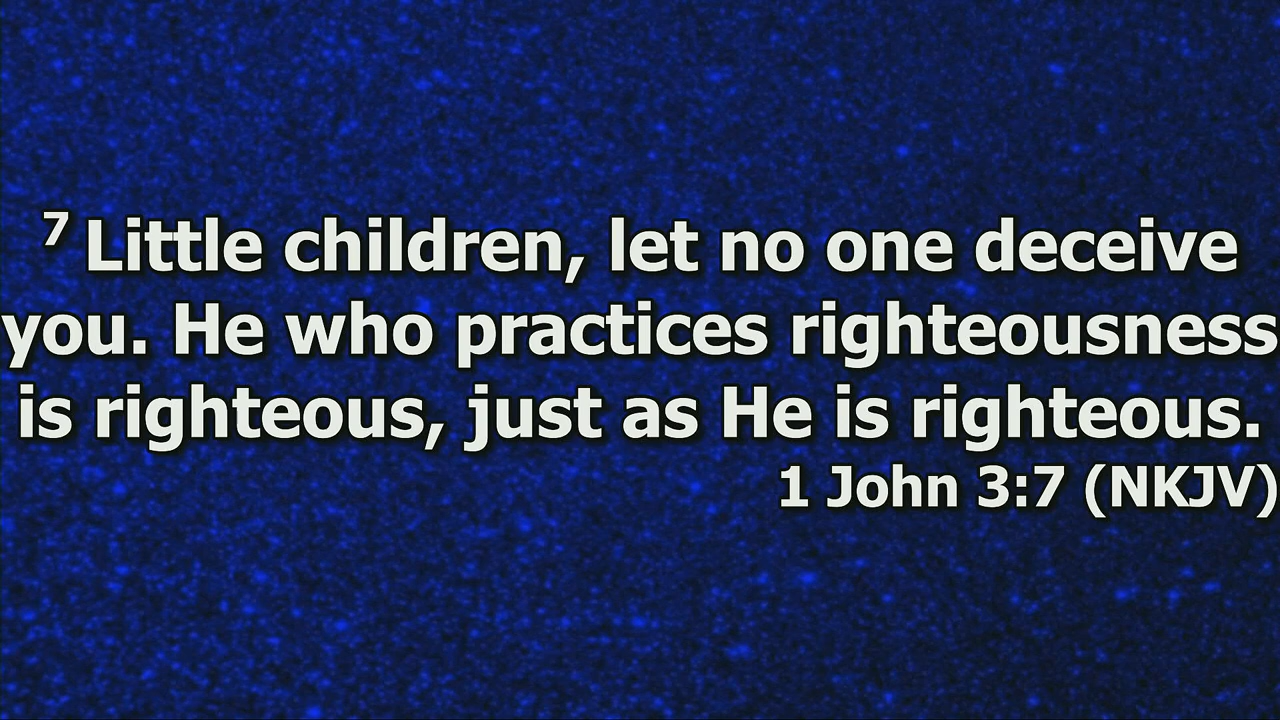 7 Little children, let no one deceive
you. He who practices righteousness
is righteous, just as He is righteous.
1 John 3:7 (NKJV)